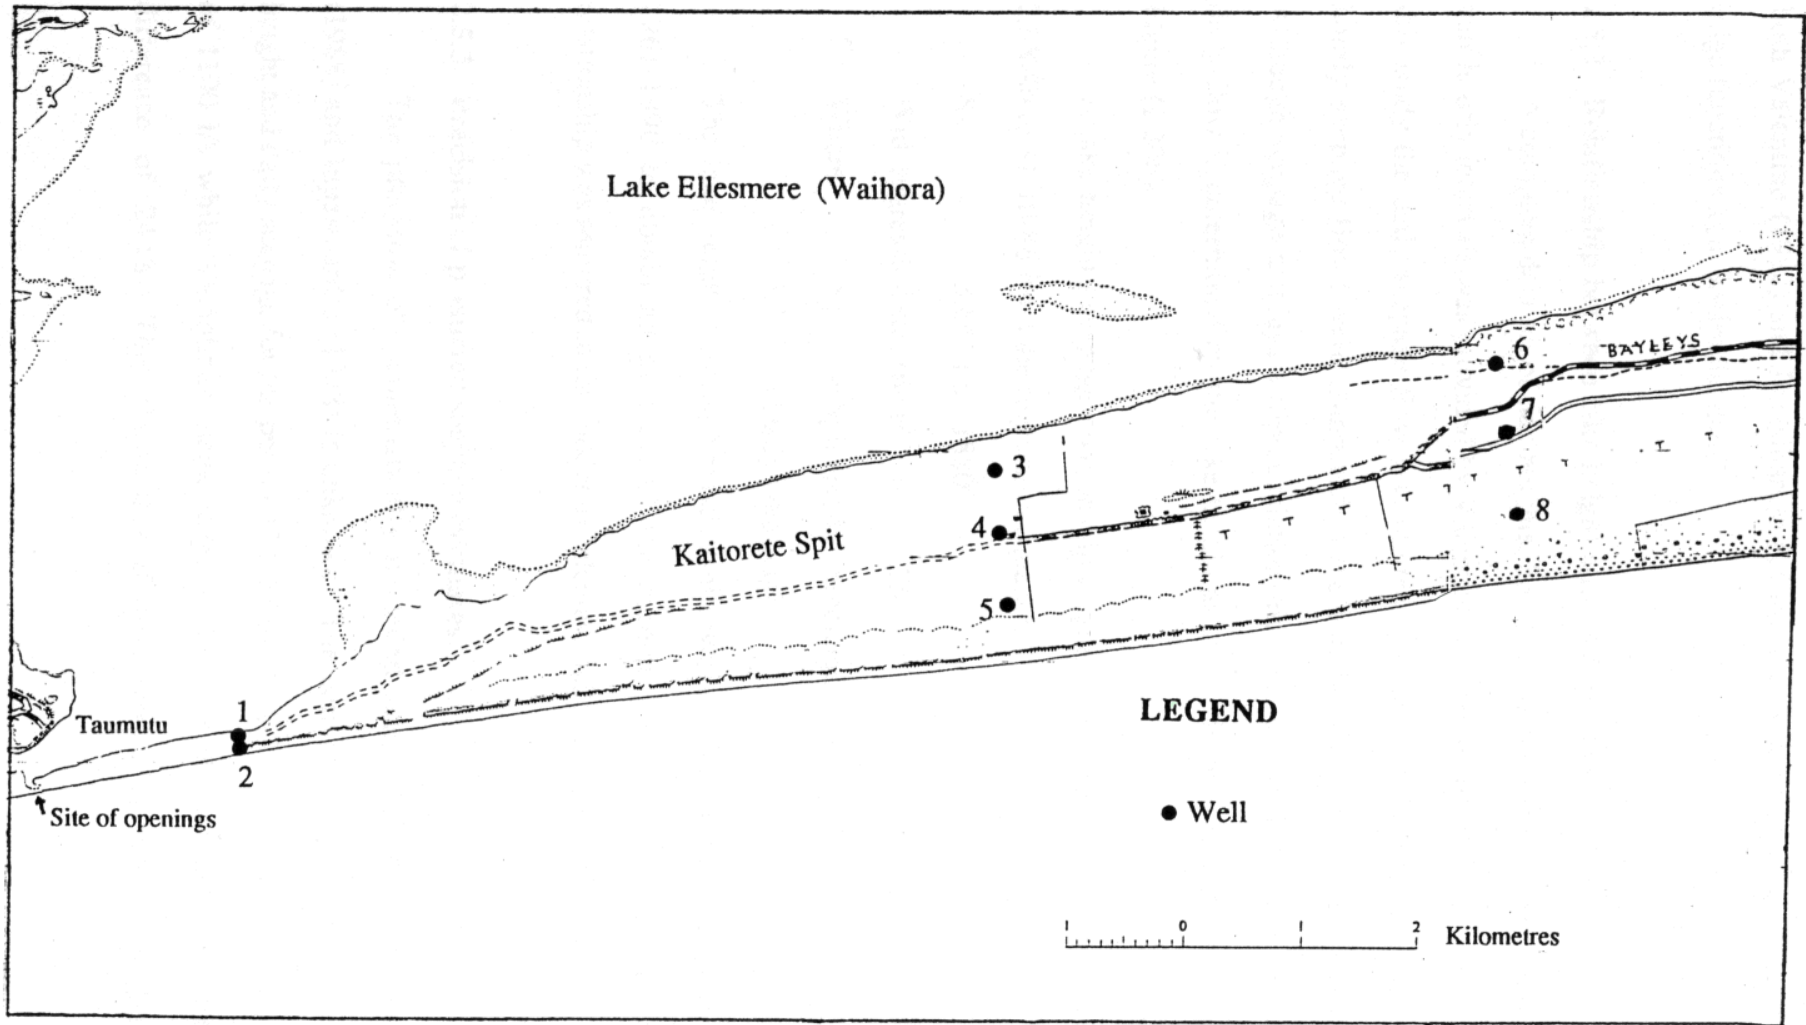 Lake Ellesmere (Waihora)
BAYLEYS
6
7
3
8
4
Kaitorete Spit
5
LEGEND
1
Taumutu
2
Site of openings
Well
1 0 1 2
Kilometres